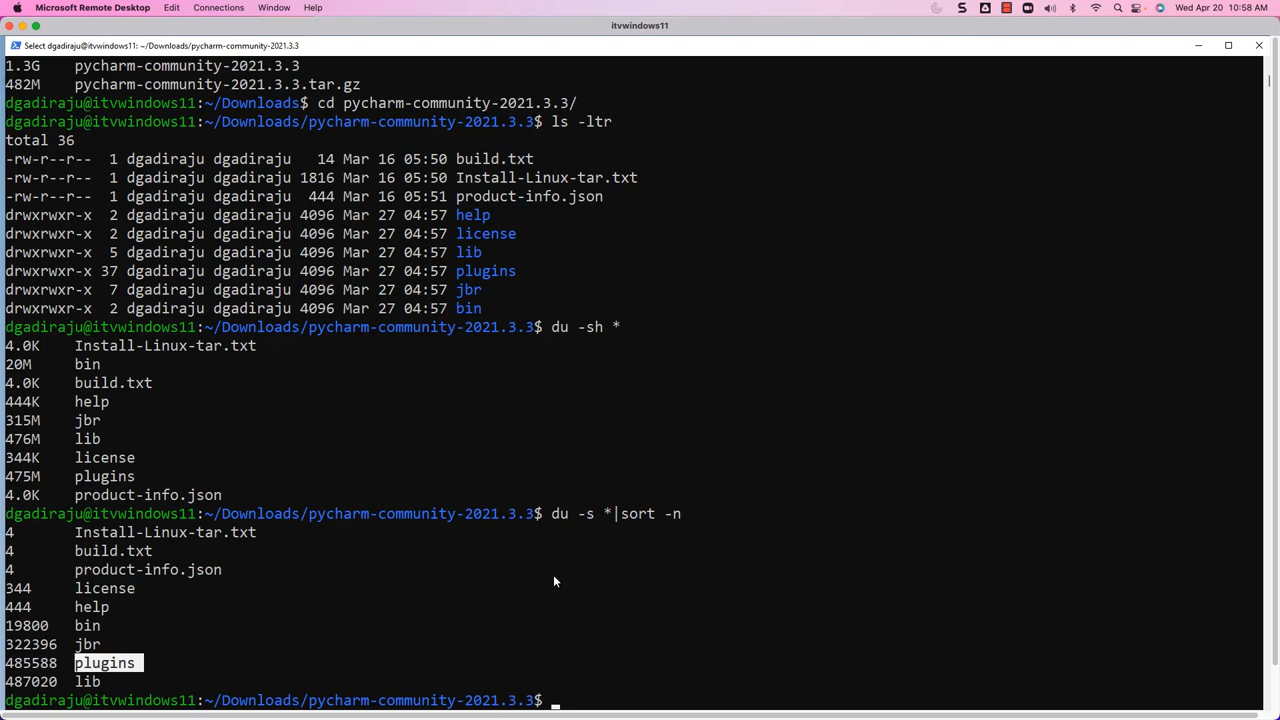 Microsoft Remote Desktop Edit Connections Window Help Wed Apr 20 10:58 AM
itvwindows11
Select dgadiraju@itvwindows11: ~/Downloads/pycharm-community-2021.3.3
1.3G pycharm-community-2021.3.3
482M pycharm-community-2021.3.3.tar.gz
dgadiraju@itvwindows11:~/Downloads$ cd pycharm-community-2021.3.3/
dgadiraju@itvwindows11:~/Downloads/pycharm-community-2021.3.3$ ls -ltr
total 36
-rw-r--r-- 1 dgadiraju dgadiraju 14 Mar 16 05:50 build.txt
-rw-r--r-- 1 dgadiraju dgadiraju 1816 Mar 16 05:50 Install-Linux-tar.txt
-rw-r--r-- 1 dgadiraju dgadiraju 444 Mar 16 05:51 product-info.json
drwxrwxr-x 2 dgadiraju dgadiraju 4096 Mar 27 04:57 help
drwxrwxr-x 2 dgadiraju dgadiraju 4096 Mar 27 04:57 license
drwxrwxr-x 5 dgadiraju dgadiraju 4096 Mar 27 04:57 lib
drwxrwxr-x 37 dgadiraju dgadiraju 4096 Mar 27 04:57 plugins
drwxrwxr-x 7 dgadiraju dgadiraju 4096 Mar 27 04:57 jbr
drwxrwxr-x 2 dgadiraju dgadiraju 4096 Mar 27 04:57 bin
dgadiraju@itvwindows11:~/Downloads/pycharm-community-2021.3.3$ du -sh *
4.0K Install-Linux-tar.txt
20M bin
4.0K build.txt
444K help
315M jbr
476M lib
344K license
475M plugins
4.0K product-info.json
dgadiraju@itvwindows11:~/Downloads/pycharm-community-2021.3.3$ du -s *|sort -n
4 Install-Linux-tar.txt
4 build.txt
4 product-info.json
344 license
444 help
19800 bin
322396 jbr
485588 plugins
487020 lib
dgadiraju@itvwindows11:~/Downloads/pycharm-community-2021.3.3$